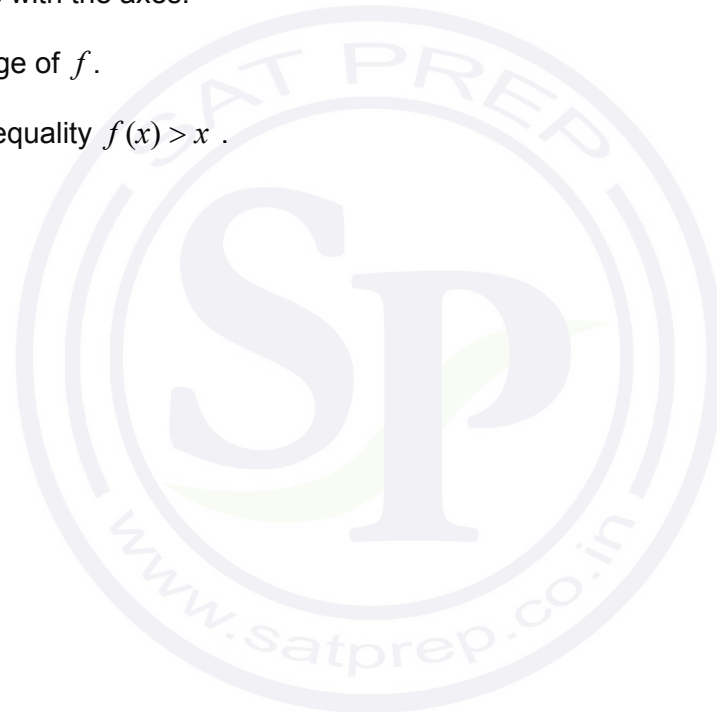 with the axes.
ge of f .
equality f(x) > x .
SAT PREP
SP
www.satprep.co.in